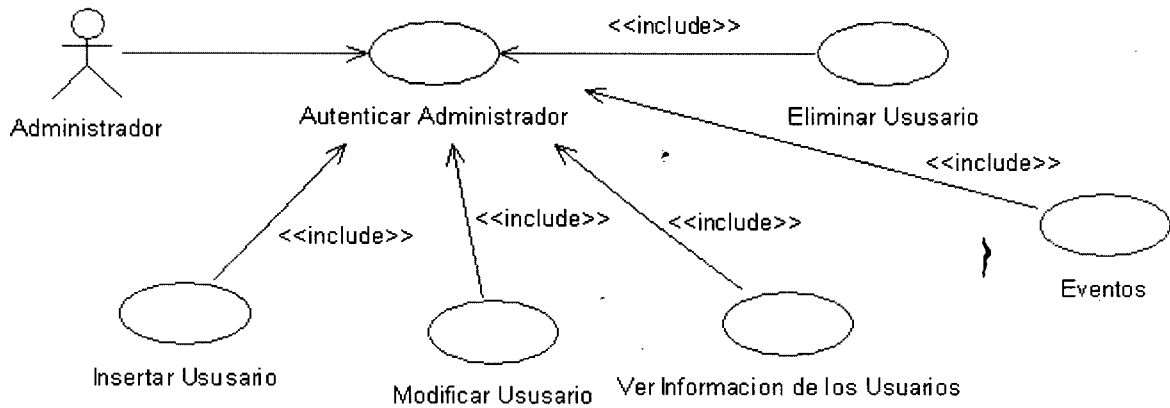 <<include>>
Administrador
Autenticar Administrador
Eliminar Ususario
<<include>>
<<include>>
<<include>>
<<include>>
Eventos
Insertar Ususario
Modificar Ususario
Ver Informacion de los Usuarios